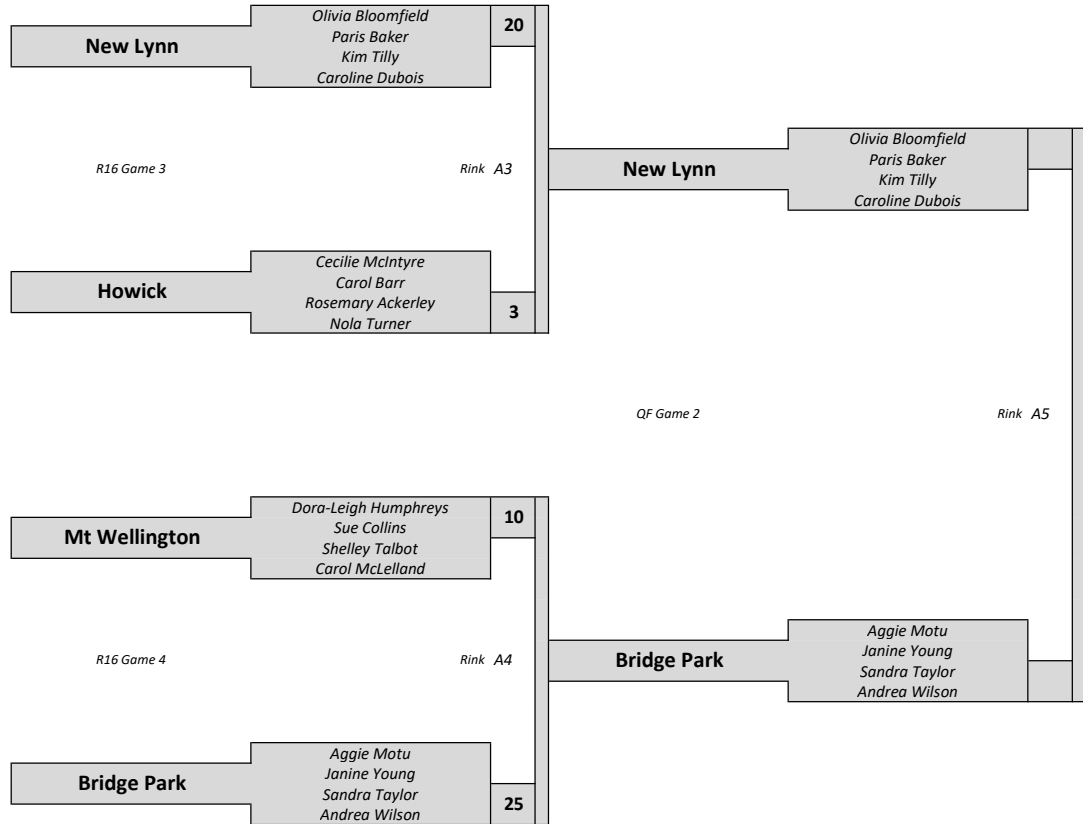 New Lynn
Olivia Bloomfield
Paris Baker
Kim Tilly
Caroline Dubois
20
R16 Game 3
Rink A3
Howick
Cecilie McIntyre
Carol Barr
Rosemary Ackerley
Nola Turner
3
New Lynn
Olivia Bloomfield
Paris Baker
Kim Tilly
Caroline Dubois
QF Game 2
Rink A5
Mt Wellington
Dora-Leigh Humphreys
Sue Collins
Shelley Talbot
Carol McLelland
10
R16 Game 4
Rink A4
Bridge Park
Aggie Motu
Janine Young
Sandra Taylor
Andrea Wilson
25
Bridge Park
Aggie Motu
Janine Young
Sandra Taylor
Andrea Wilson